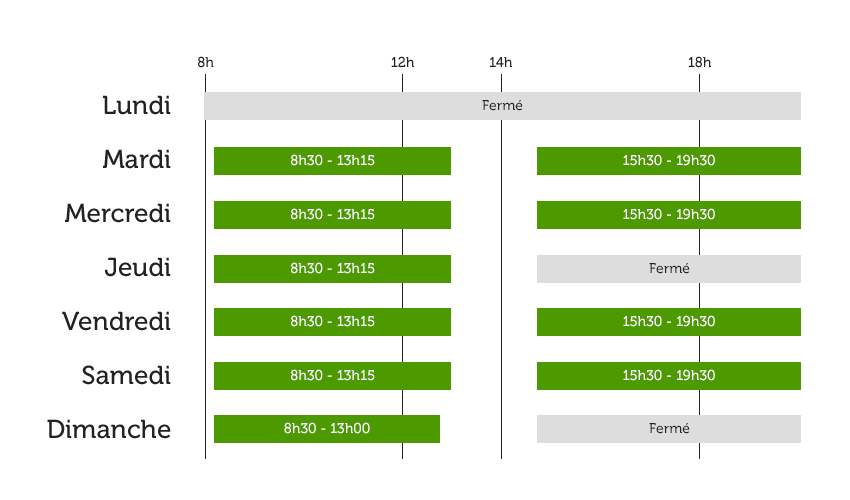 8h 12h 14h 18h
Lundi Fermé
Mardi 8h30 - 13h15 15h30 - 19h30
Mercredi 8h30 - 13h15 15h30 - 19h30
Jeudi 8h30 - 13h15 Fermé
Vendredi 8h30 - 13h15 15h30 - 19h30
Samedi 8h30 - 13h15 15h30 - 19h30
Dimanche 8h30 - 13h00 Fermé